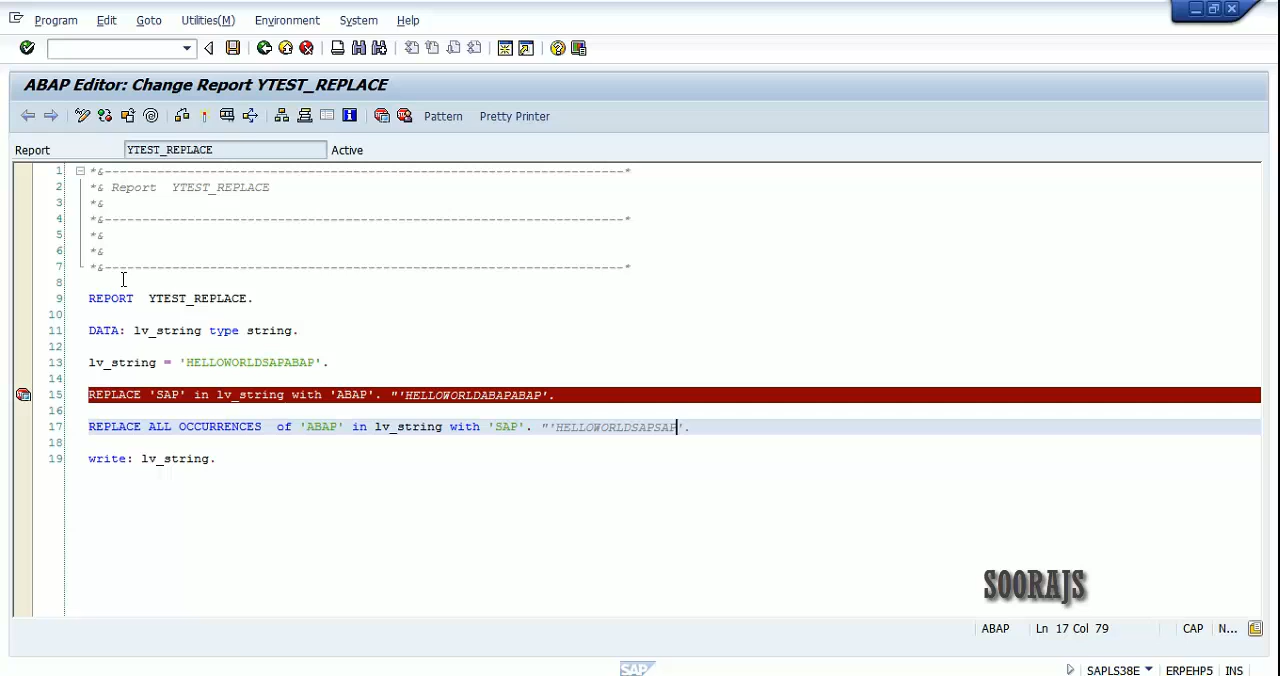 Program Edit Goto Utilities(M) Environment System Help
ABAP Editor: Change Report YTEST_REPLACE
Pattern Pretty Printer
Report YTEST_REPLACE Active
1 *&---------------------------------------------------------------------*
2 *& Report  YTEST_REPLACE
3 *&
4 *&---------------------------------------------------------------------*
5 *&
6 *&
7 *&---------------------------------------------------------------------*
8
9 REPORT  YTEST_REPLACE.
10
11 DATA: lv_string type string.
12
13 lv_string = 'HELLOWORLDSAPABAP'.
14
15 REPLACE 'SAP' in lv_string with 'ABAP'. "'HELLOWORLDABAPABAP'.
16
17 REPLACE ALL OCCURRENCES  of 'ABAP' in lv_string with 'SAP'. "'HELLOWORLDSAPSAP'.
18
19 write: lv_string.
SOORAJS
ABAP Ln 17 Col 79 CAP N...
SAP SAPLS38E ERPEHP5 INS